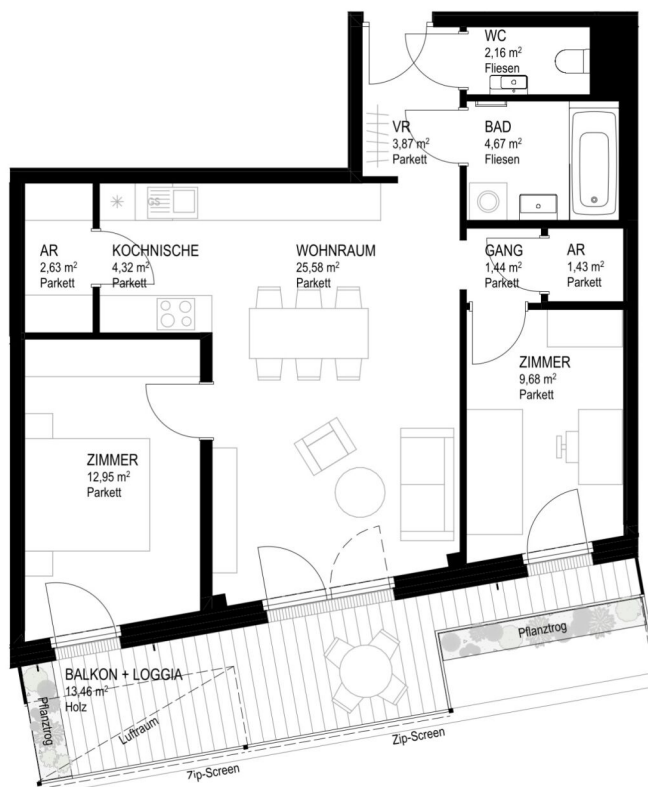 WC
2,16 m²
Fliesen
VR
3,87 m²
Parkett
BAD
4,67 m²
Fliesen
AR
2,63 m²
Parkett
KOCHNISCHE
4,32 m²
Parkett
WOHNRAUM
25,58 m²
Parkett
GANG
1,44 m²
Parkett
AR
1,43 m²
Parkett
ZIMMER
9,68 m²
Parkett
ZIMMER
12,95 m²
Parkett
Pflanztrog
BALKON + LOGGIA
13,46 m²
Holz
Pflanztrog
Luftraum
Zip-Screen
Zip-Screen